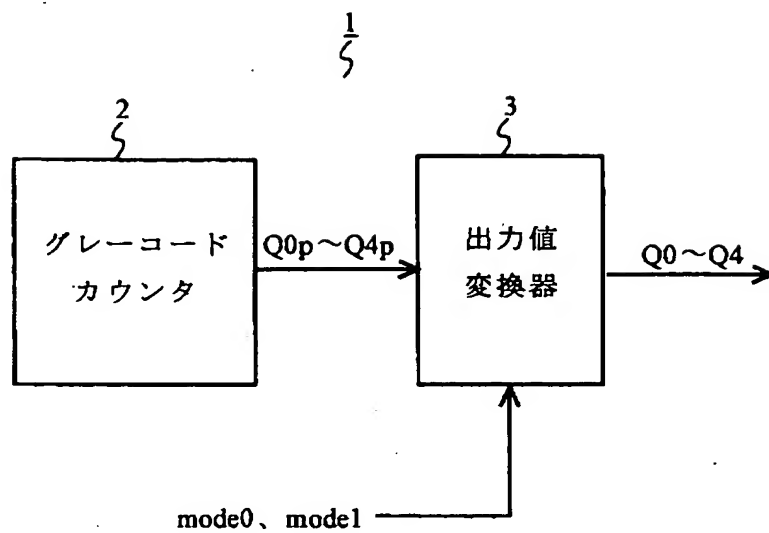 1
2
3
グレーコード
カウンタ
Q0p～Q4p
出力値
変換器
Q0～Q4
mode0、mode1